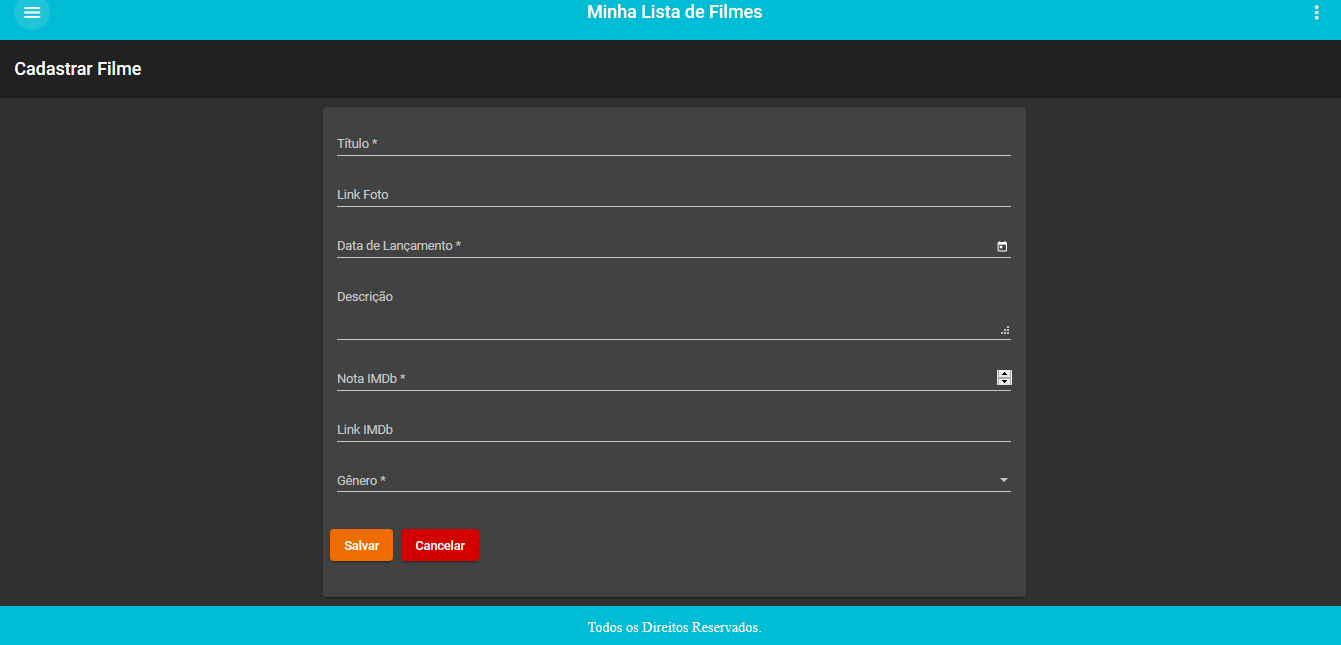 Minha Lista de Filmes
Cadastrar Filme
Título *
Link Foto
Data de Lançamento *
Descrição
Nota IMDb *
Link IMDb
Gênero *
Salvar Cancelar
Todos os Direitos Reservados.